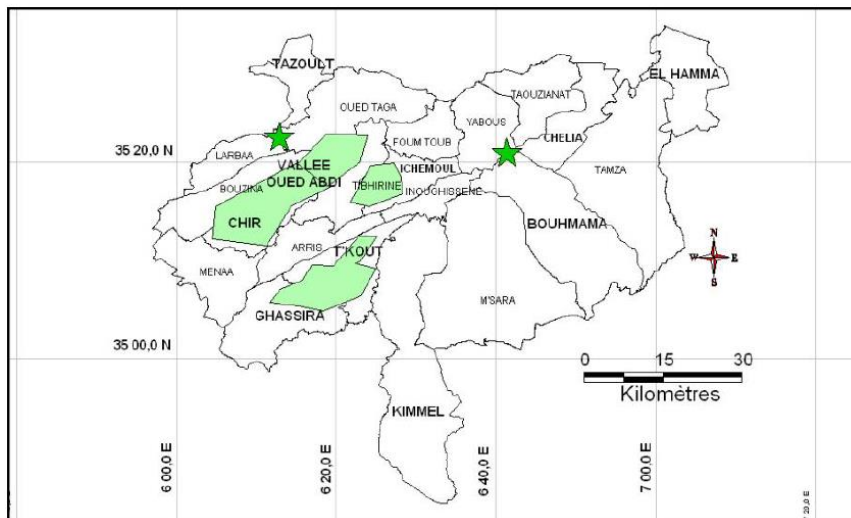 TAZOULT
EL HAMMA
OUED TAGA
TAOUZIANAT
YABOUS
FOUM TOUB
CHELIA
LARBAA
35 20,0 N
VALLEE
OUED ABDI
ICHEMOUL
TAMZA
BOUZINA
TIBHIRINE
INOUCHISSENE
CHIR
BOUHMAMA
N
W E
S
ARRIS
T'KOUT
MENAA
GHASSIRA
M'SARA
35 00,0 N
0 15 30
Kilomètres
KIMMEL
6 00,0 E
6 20,0 E
6 40,0 E
7 00,0 E